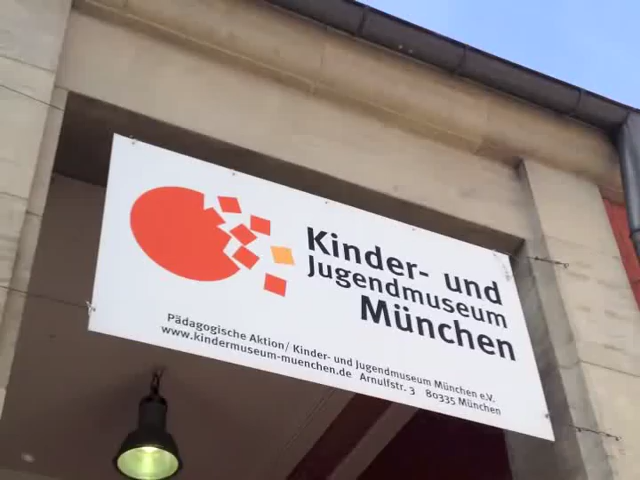 Kinder- und
Jugendmuseum
München
Pädagogische Aktion/ Kinder- und Jugendmuseum München e.V.
www.kindermuseum-muenchen.de Arnulfstr. 3 80335 München